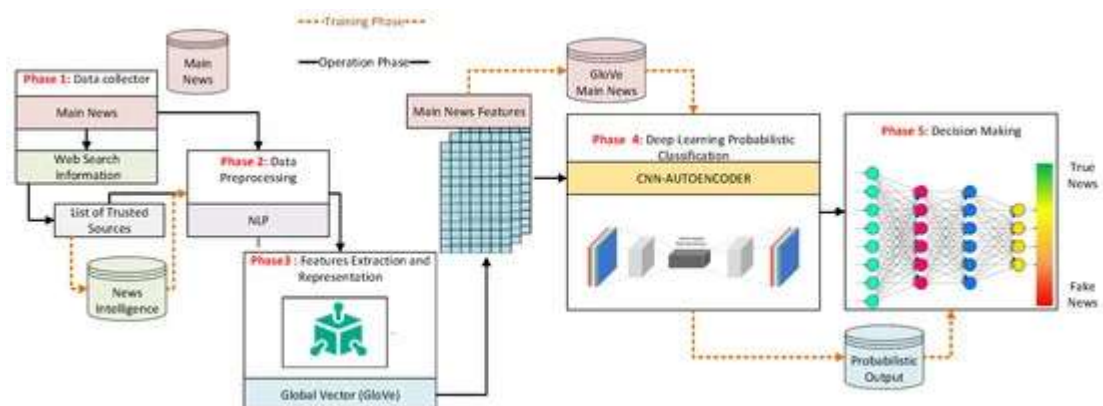 Training Phase
Operation Phase
Main
News
Phase 1: Data collector
Main News
Web Search
Information
List of Trusted
Sources
News
Intelligence
Phase 2: Data
Preprocessing
NLP
Phase3 : Features Extraction and
Representation
Global Vector (GloVe)
Main News Features
GloVe
Main News
Phase 4: Deep Learning Probabilistic
Classification
CNN-AUTOENCODER
Probabilistic
Output
Phase 5: Decision Making
True
News
Fake
News